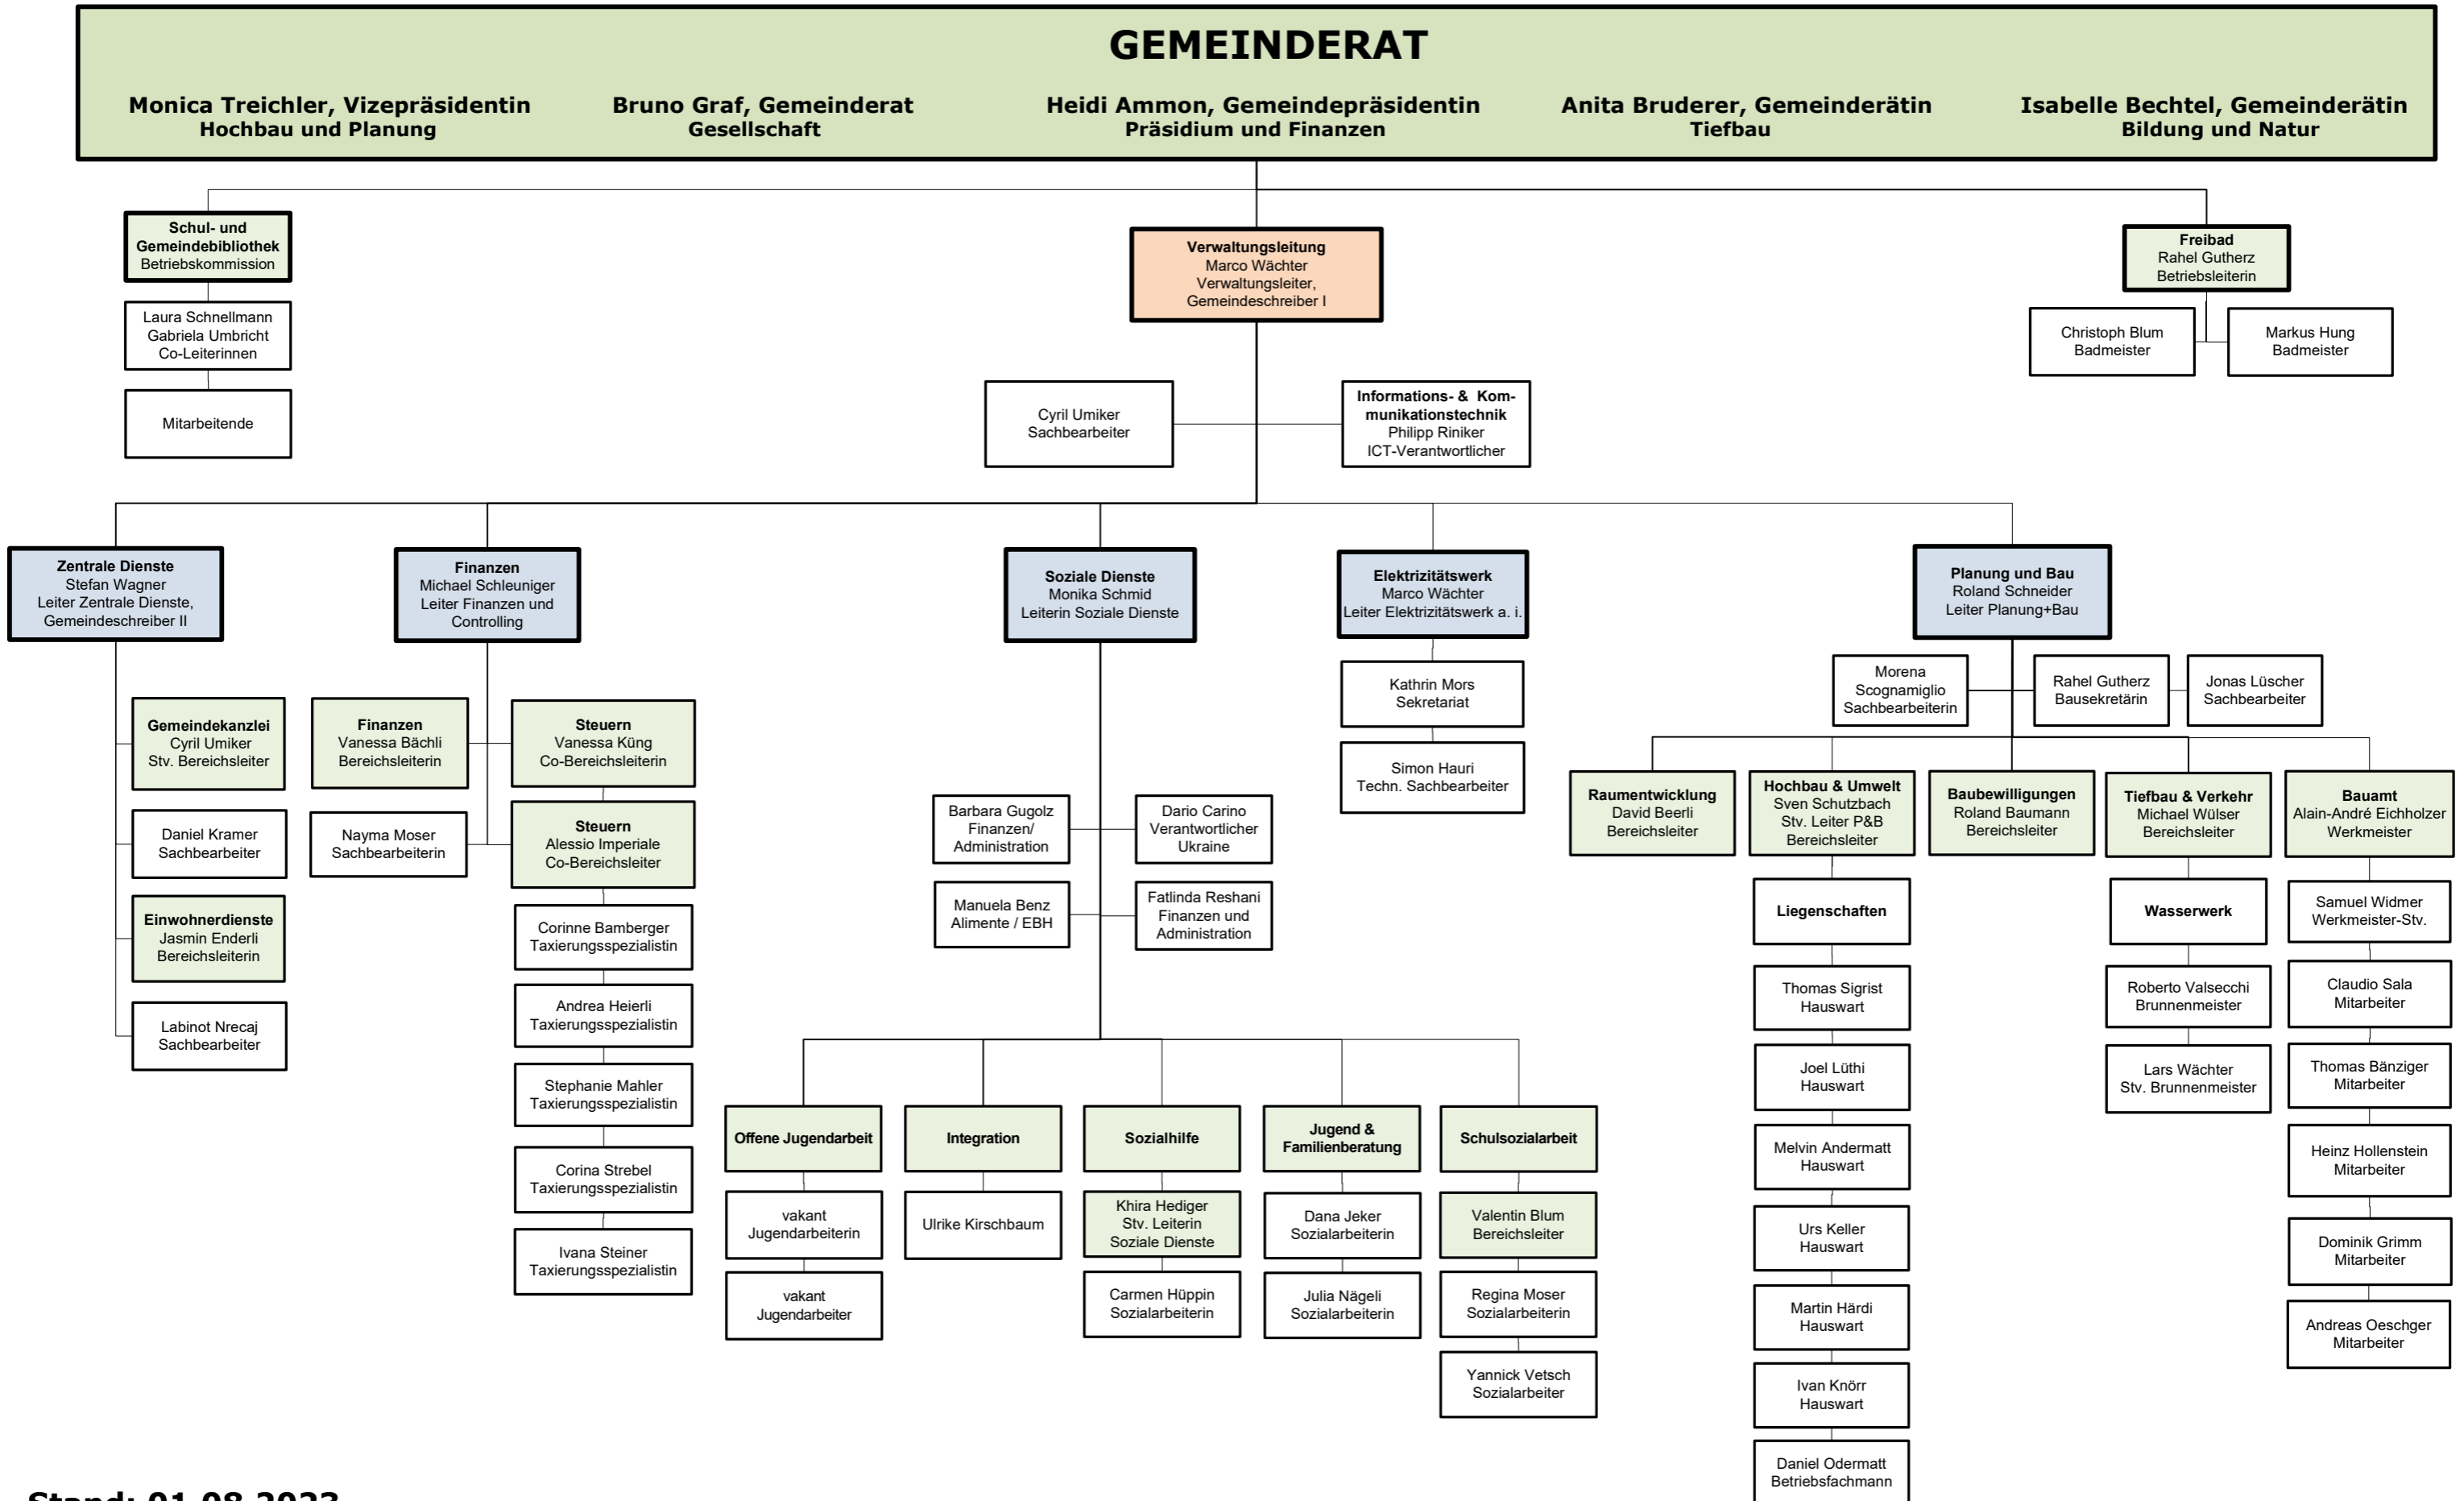 GEMEINDERAT
Monica Treichler, Vizepräsidentin
Hochbau und Planung
Bruno Graf, Gemeinderat
Gesellschaft
Heidi Ammon, Gemeindepräsidentin
Präsidium und Finanzen
Anita Bruderer, Gemeinderätin
Tiefbau
Isabelle Bechtel, Gemeinderätin
Bildung und Natur
Schul- und
Gemeindebibliothek
Betriebskommission
Laura Schnellmann
Gabriela Umbricht
Co-Leiterinnen
Mitarbeitende
Verwaltungsleitung
Marco Wächter
Verwaltungsleiter,
Gemeindeschreiber I
Freibad
Rahel Gutherz
Betriebsleiterin
Christoph Blum
Badmeister
Markus Hung
Badmeister
Cyril Umiker
Sachbearbeiter
Informations- & Kom-
munikationstechnik
Philipp Riniker
ICT-Verantwortlicher
Zentrale Dienste
Stefan Wagner
Leiter Zentrale Dienste,
Gemeindeschreiber II
Gemeindekanzlei
Cyril Umiker
Stv. Bereichsleiter
Daniel Kramer
Sachbearbeiter
Einwohnerdienste
Jasmin Enderli
Bereichsleiterin
Labinot Nrecaj
Sachbearbeiter
Finanzen
Michael Schleuniger
Leiter Finanzen und
Controlling
Finanzen
Vanessa Bächli
Bereichsleiterin
Nayma Moser
Sachbearbeiterin
Steuern
Vanessa Küng
Co-Bereichsleiterin
Steuern
Alessio Imperiale
Co-Bereichsleiter
Corinne Bamberger
Taxierungsspezialistin
Andrea Heierli
Taxierungsspezialistin
Stephanie Mahler
Taxierungsspezialistin
Corina Strebel
Taxierungsspezialistin
Ivana Steiner
Taxierungsspezialistin
Soziale Dienste
Monika Schmid
Leiterin Soziale Dienste
Barbara Gugolz
Finanzen/
Administration
Dario Carino
Verantwortlicher
Ukraine
Manuela Benz
Alimente / EBH
Fatlinda Reshani
Finanzen und
Administration
Offene Jugendarbeit
vakant
Jugendarbeiterin
vakant
Jugendarbeiter
Integration
Ulrike Kirschbaum
Sozialhilfe
Khira Hediger
Stv. Leiterin
Soziale Dienste
Carmen Hüppin
Sozialarbeiterin
Jugend &
Familienberatung
Dana Jeker
Sozialarbeiterin
Julia Nägeli
Sozialarbeiterin
Schulsozialarbeit
Valentin Blum
Bereichsleiter
Regina Moser
Sozialarbeiterin
Yannick Vetsch
Sozialarbeiter
Elektrizitätswerk
Marco Wächter
Leiter Elektrizitätswerk a. i.
Kathrin Mors
Sekretariat
Simon Hauri
Techn. Sachbearbeiter
Planung und Bau
Roland Schneider
Leiter Planung+Bau
Morena
Scognamiglio
Sachbearbeiterin
Rahel Gutherz
Bausekretärin
Jonas Lüscher
Sachbearbeiter
Raumentwicklung
David Beerli
Bereichsleiter
Hochbau & Umwelt
Sven Schutzbach
Stv. Leiter P&B
Bereichsleiter
Liegenschaften
Thomas Sigrist
Hauswart
Joel Lüthi
Hauswart
Melvin Andermatt
Hauswart
Urs Keller
Hauswart
Martin Härdi
Hauswart
Ivan Knörr
Hauswart
Daniel Odermatt
Betriebsfachmann
Baubewilligungen
Roland Baumann
Bereichsleiter
Tiefbau & Verkehr
Michael Wülser
Bereichsleiter
Wasserwerk
Roberto Valsecchi
Brunnenmeister
Lars Wächter
Stv. Brunnenmeister
Bauamt
Alain-André Eichholzer
Werkmeister
Samuel Widmer
Werkmeister-Stv.
Claudio Sala
Mitarbeiter
Thomas Bänziger
Mitarbeiter
Heinz Hollenstein
Mitarbeiter
Dominik Grimm
Mitarbeiter
Andreas Oeschger
Mitarbeiter
Stand: 01.08.2023